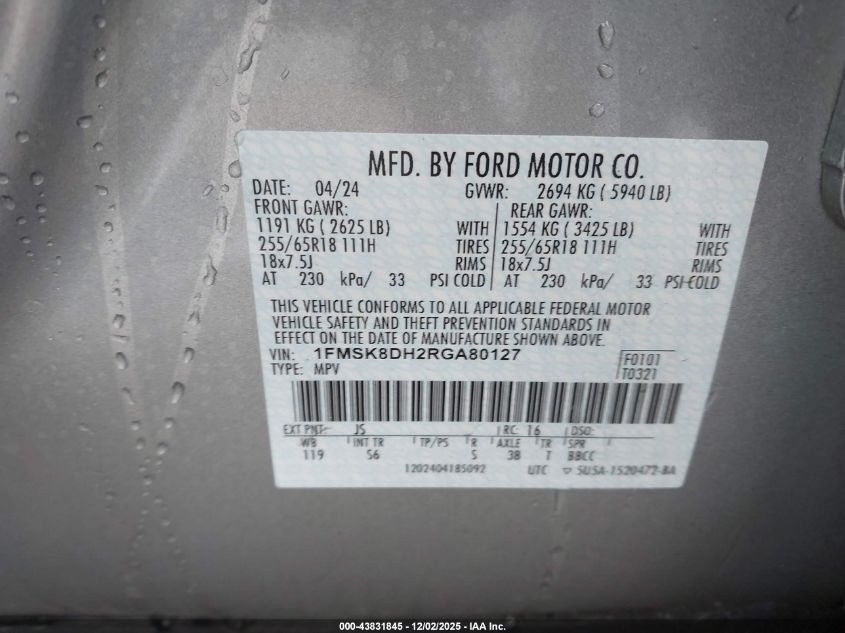 MFD. BY FORD MOTOR CO.
DATE: 04/24 GVWR: 2694 KG ( 5940 LB)
FRONT GAWR: REAR GAWR:
1191 KG ( 2625 LB) WITH 1554 KG ( 3425 LB) WITH
255/65R18 111H TIRES 255/65R18 111H TIRES
18x7.5J RIMS 18x7.5J RIMS
AT 230 kPa/ 33 PSI COLD AT 230 kPa/ 33 PSI COLD
THIS VEHICLE CONFORMS TO ALL APPLICABLE FEDERAL MOTOR
VEHICLE SAFETY AND THEFT PREVENTION STANDARDS IN
EFFECT ON THE DATE OF MANUFACTURE SHOWN ABOVE.
VIN: 1FMSK8DH2RGA80127 F0101
TYPE: MPV T0321
EXT PNT: JS RC: 16 DSO:
WB INT TR TP/PS R AXLE TR SPR
119 S6 S 38 T BBCC
1202404185092 UTC ▽ 5U5A-1520472-BA
000-43831845 - 12/02/2025 - IAA Inc.